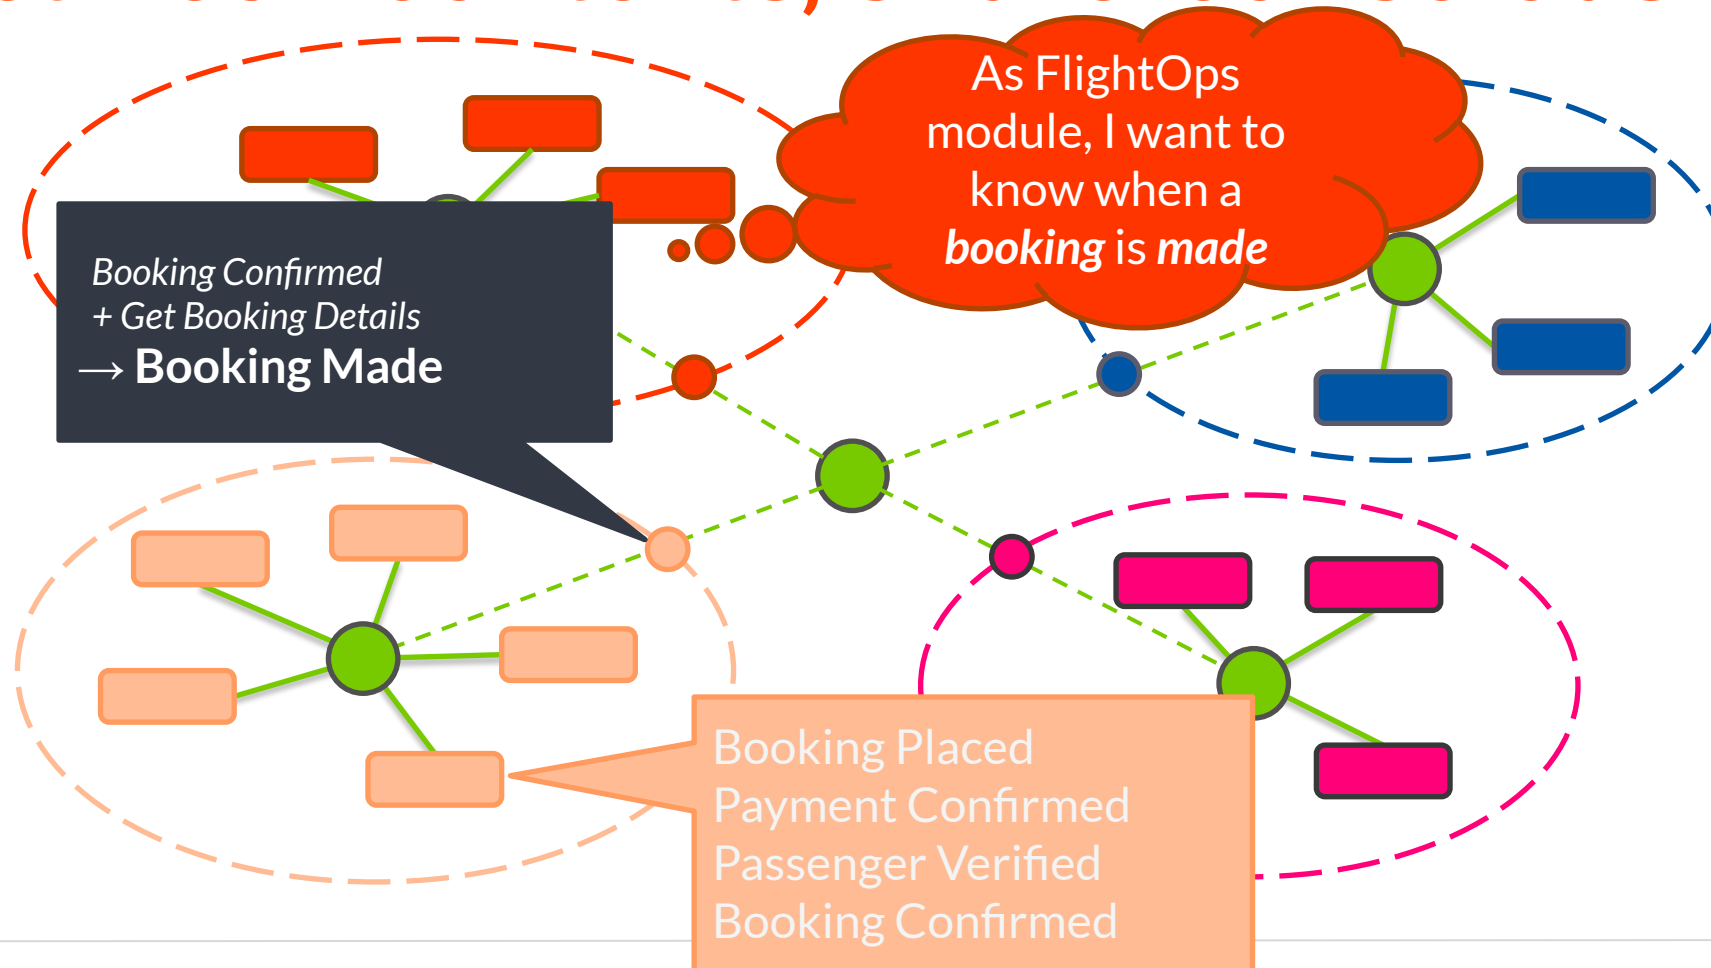 As FlightOps
module, I want to
know when a
booking is made
Booking Confirmed
+ Get Booking Details
→ Booking Made
Booking Placed
Payment Confirmed
Passenger Verified
Booking Confirmed